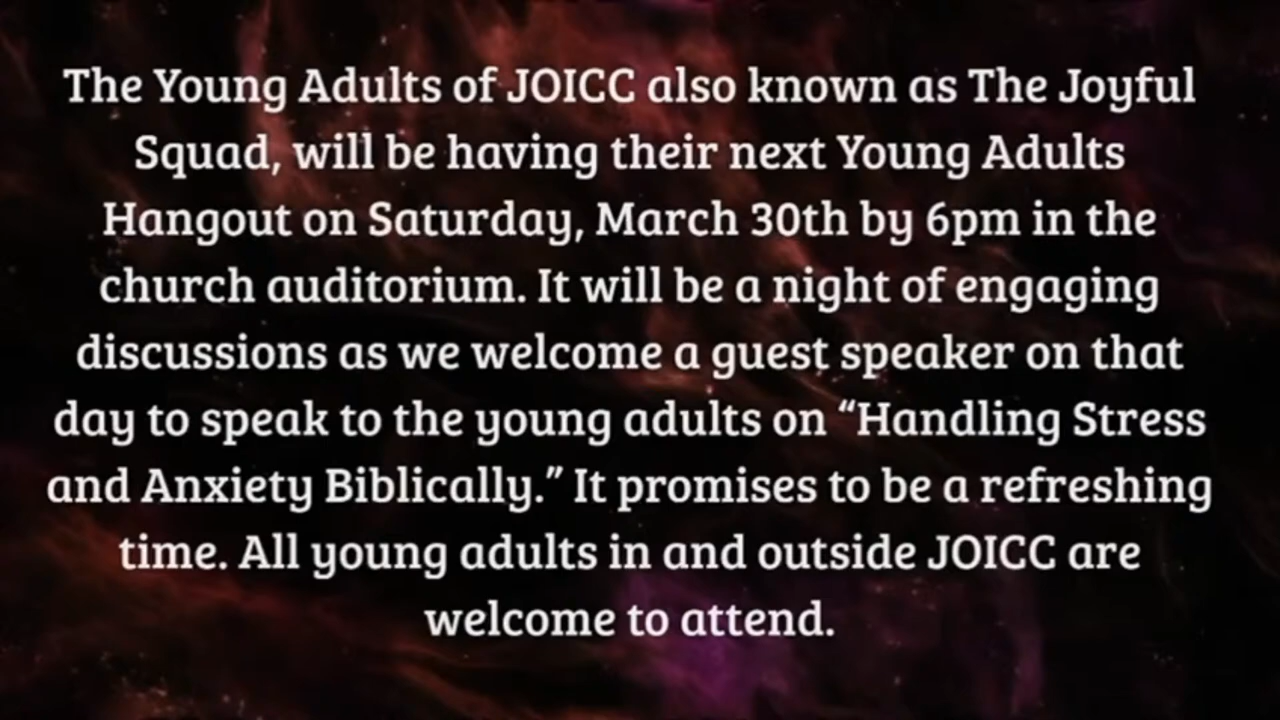 The Young Adults of JOICC also known as The Joyful
Squad, will be having their next Young Adults
Hangout on Saturday, March 30th by 6pm in the
church auditorium. It will be a night of engaging
discussions as we welcome a guest speaker on that
day to speak to the young adults on “Handling Stress
and Anxiety Biblically.” It promises to be a refreshing
time. All young adults in and outside JOICC are
welcome to attend.